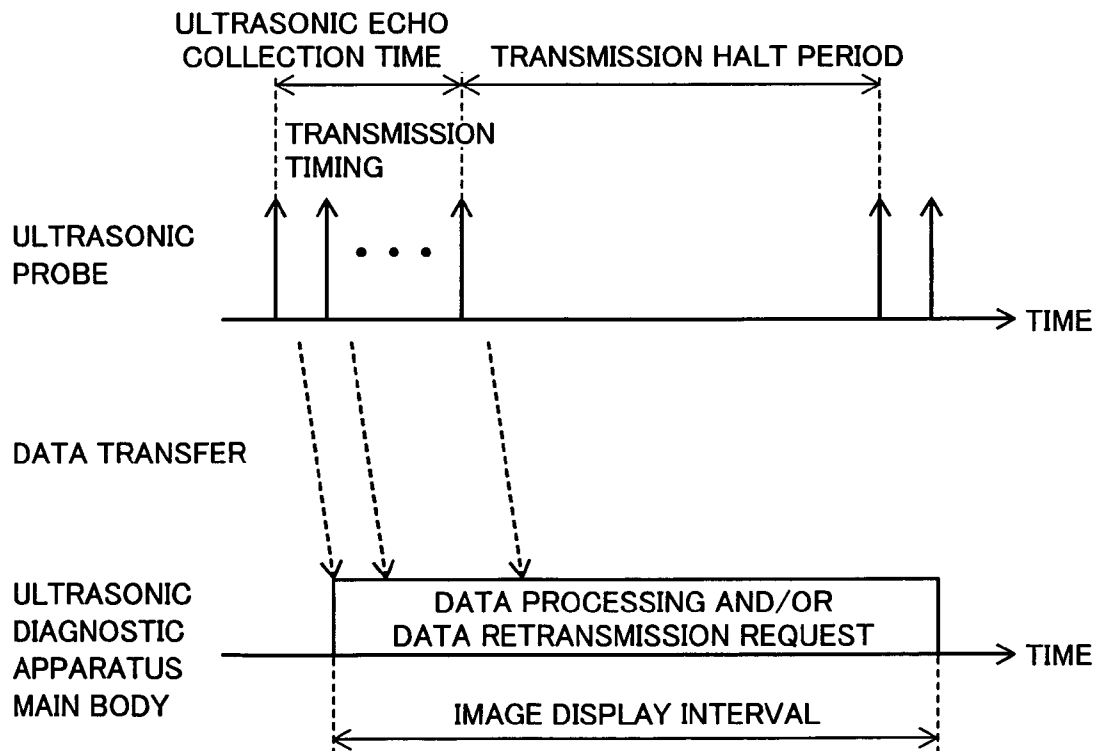 ULTRASONIC ECHO
COLLECTION TIME
TRANSMISSION HALT PERIOD
TRANSMISSION
TIMING
ULTRASONIC
PROBE
TIME
DATA TRANSFER
ULTRASONIC
DIAGNOSTIC
APPARATUS
MAIN BODY
DATA PROCESSING AND/OR
DATA RETRANSMISSION REQUEST
TIME
IMAGE DISPLAY INTERVAL